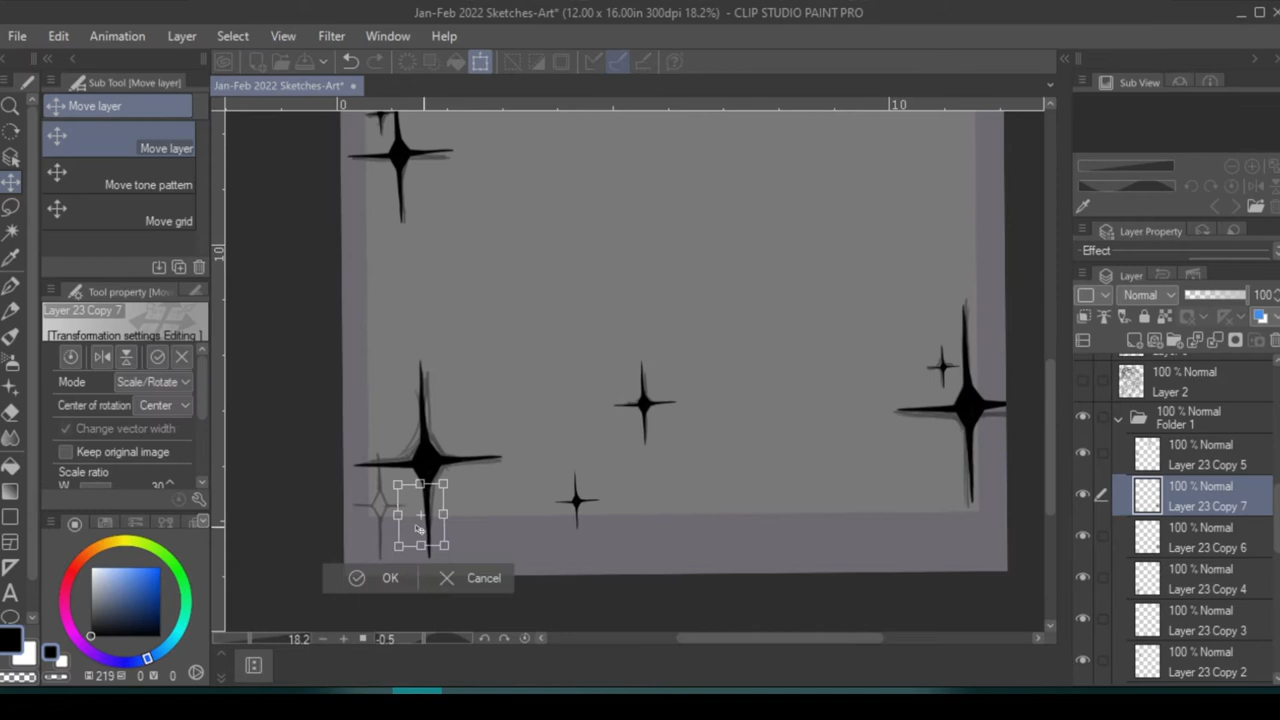 Jan-Feb 2022 Sketches-Art* (12.00 x 16.00in 300dpi 18.2%) - CLIP STUDIO PAINT PRO
File Edit Animation Layer Select View Filter Window Help
Sub Tool [Move layer]
Move layer
Move layer
Move tone pattern
Move grid
Tool property [Mov
Layer 23 Copy 7
[Transformation settings Editing ]
Mode Scale/Rotate
Center of rotation Center
Change vector width
Keep original image
Scale ratio
W 30
H 219 S 0 V 0
Jan-Feb 2022 Sketches-Art*
0 10
10
OK Cancel
18.2 -0.5
Sub View
Layer Property
Effect
Layer
Normal 100
100 % Normal
Layer 2
100 % Normal
Folder 1
100 % Normal
Layer 23 Copy 5
100 % Normal
Layer 23 Copy 7
100 % Normal
Layer 23 Copy 6
100 % Normal
Layer 23 Copy 4
100 % Normal
Layer 23 Copy 3
100 % Normal
Layer 23 Copy 2